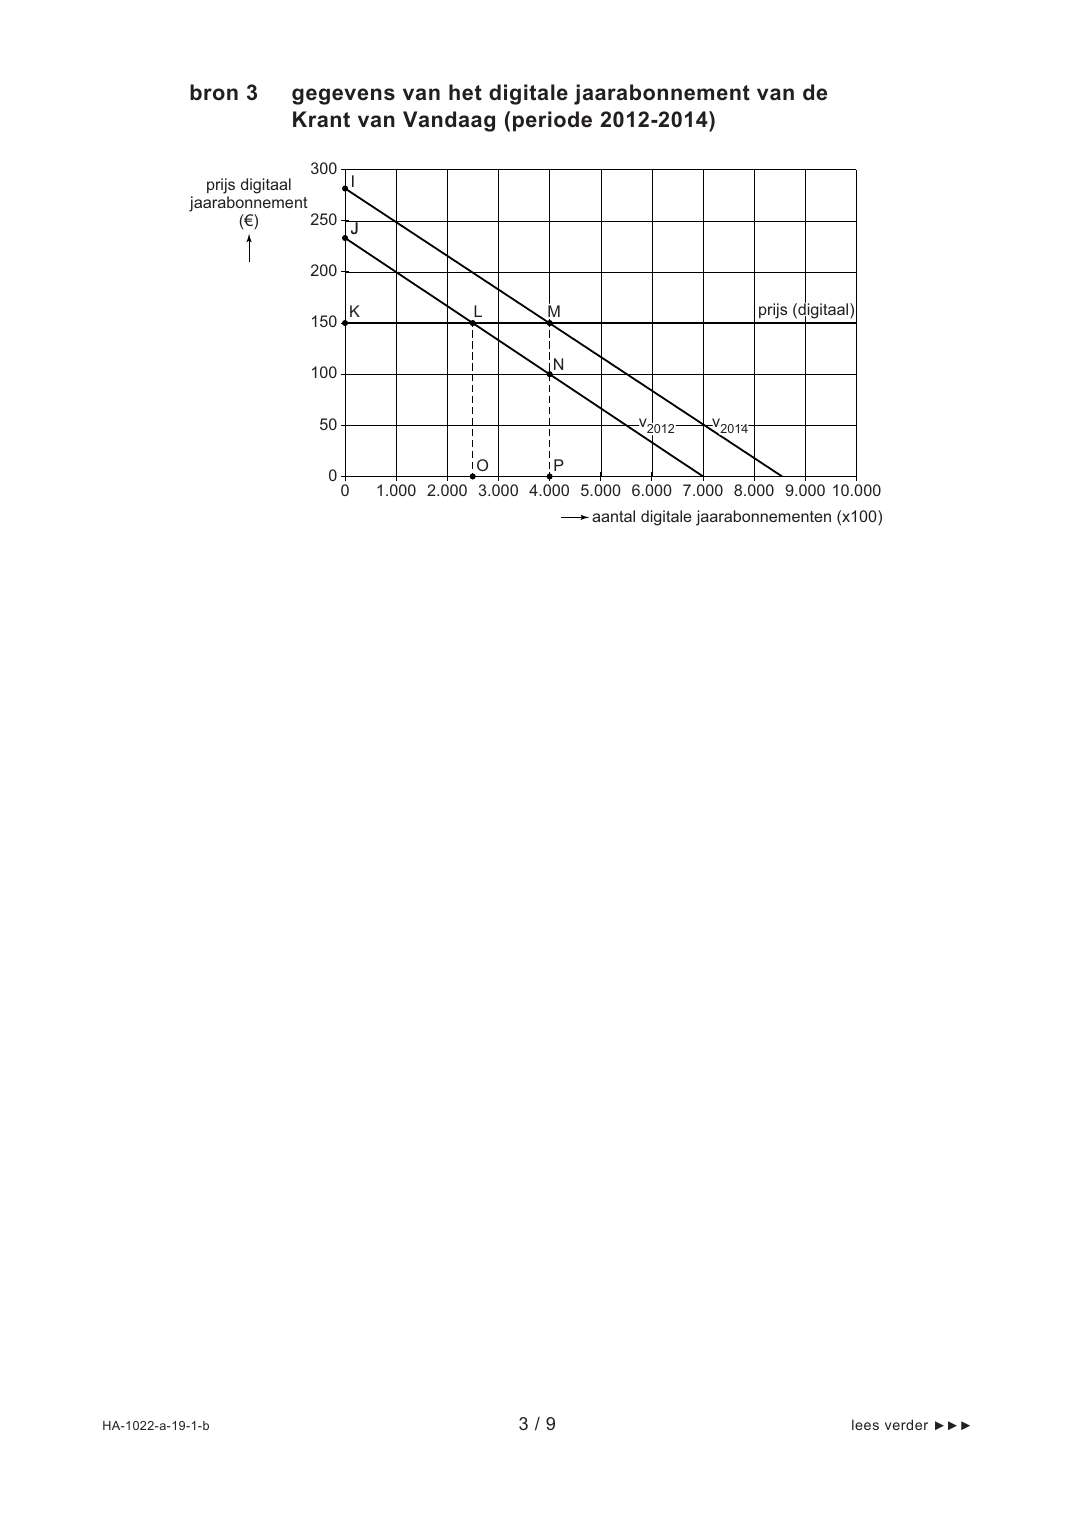 bron 3 gegevens van het digitale jaarabonnement van de
Krant van Vandaag (periode 2012-2014)
prijs digitaal
jaarabonnement
(€)
300
250
200
150
100
50
0
I
J
K
L
M
prijs (digitaal)
N
v2012
v2014
O
P
0 1.000 2.000 3.000 4.000 5.000 6.000 7.000 8.000 9.000 10.000
aantal digitale jaarabonnementen (x100)
HA-1022-a-19-1-b 3 / 9 lees verder ►►►